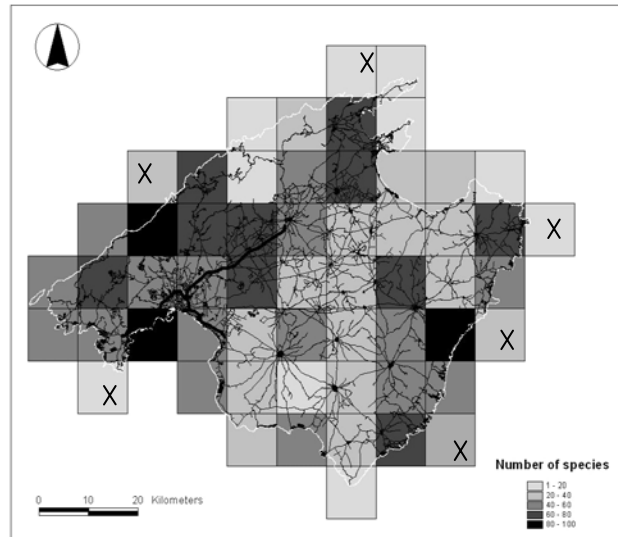 X
X
X
X
X
X
Number of species
1 - 20
20 - 40
40 - 60
60 - 80
80 - 100
0 10 20 Kilometers